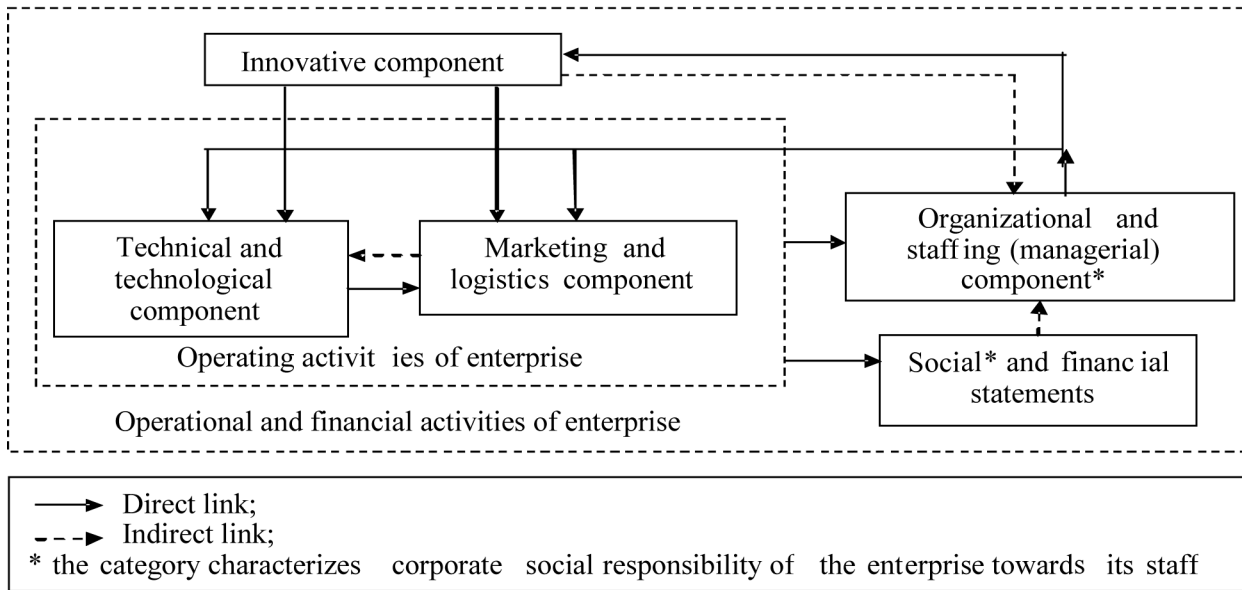 Innovative component
Technical and
technological
component
Marketing and
logistics component
Organizational and
staffing (managerial)
component*
Operating activit ies of enterprise
Social* and financial
statements
Operational and financial activities of enterprise
Direct link;
Indirect link;
* the category characterizes corporate social responsibility of the enterprise towards its staff